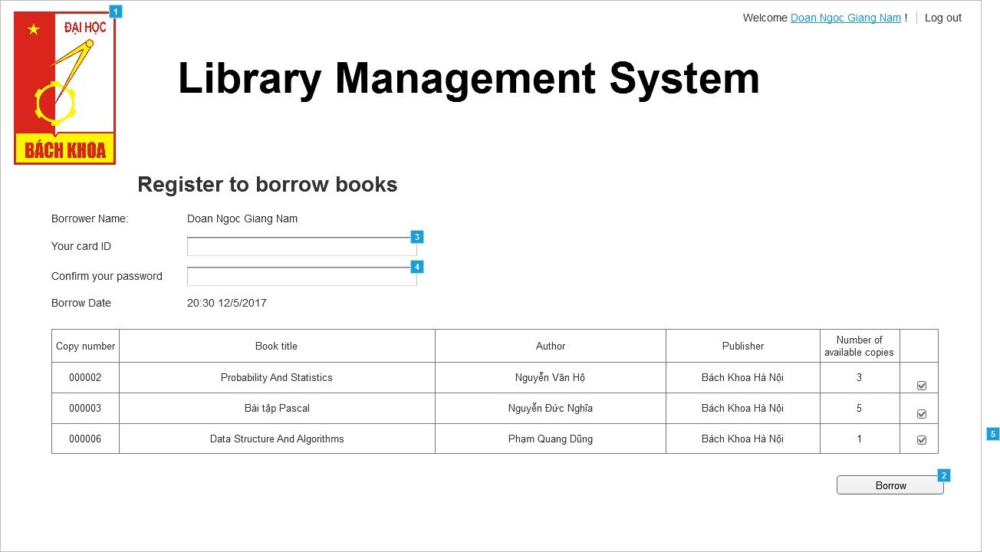 1
Welcome Doan Ngoc Giang Nam ! Log out
ĐẠI HỌC
BÁCH KHOA
Library Management System
Register to borrow books
Borrower Name: Doan Ngoc Giang Nam
Your card ID 3
Confirm your password 4
Borrow Date 20:30 12/5/2017
Copy number Book title Author Publisher Number of
available copies
000002 Probability And Statistics Nguyễn Văn Hộ Bách Khoa Hà Nội 3
000003 Bài tập Pascal Nguyễn Đức Nghĩa Bách Khoa Hà Nội 5
000006 Data Structure And Algorithms Phạm Quang Dũng Bách Khoa Hà Nội 1
5
2
Borrow